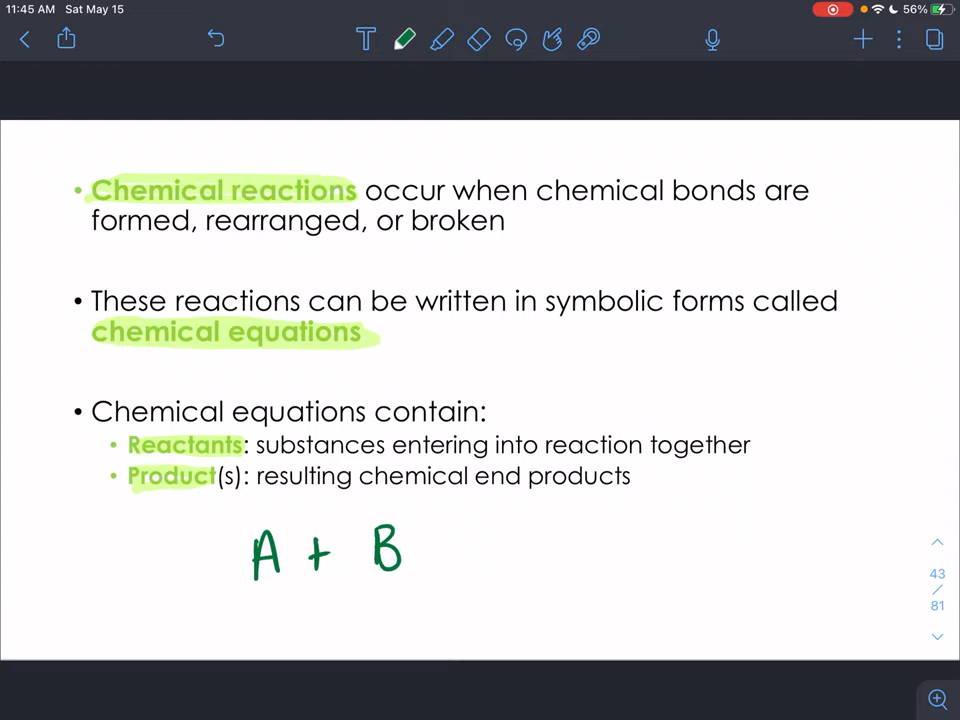 11:45 AM Sat May 15
56%
• Chemical reactions occur when chemical bonds are
formed, rearranged, or broken
• These reactions can be written in symbolic forms called
chemical equations
• Chemical equations contain:
• Reactants: substances entering into reaction together
• Product(s): resulting chemical end products
A + B
43
/
81